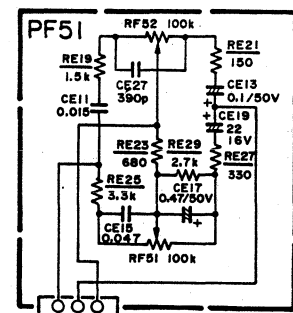 PF51
RF52 100k
RE19
1.5k
CE27
390p
RE21
150
CE11
0.015
CE13
0.1/50V
CE19
22
16V
RE23
680
RE29
2.7k
RE27
330
RE25
3.3k
CE17
0.47/50V
CE15
0.047
RF51 100k